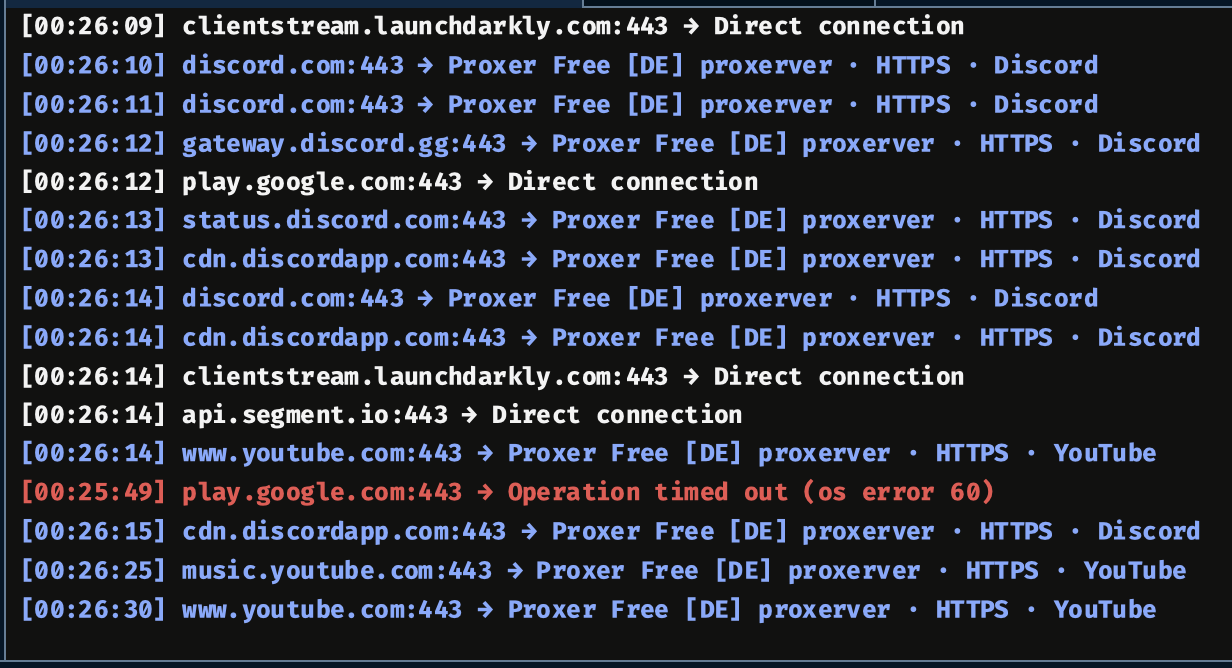 [00:26:09] clientstream.launchdarkly.com:443 → Direct connection
[00:26:10] discord.com:443 → Proxer Free [DE] proxerver · HTTPS · Discord
[00:26:11] discord.com:443 → Proxer Free [DE] proxerver · HTTPS · Discord
[00:26:12] gateway.discord.gg:443 → Proxer Free [DE] proxerver · HTTPS · Discord
[00:26:12] play.google.com:443 → Direct connection
[00:26:13] status.discord.com:443 → Proxer Free [DE] proxerver · HTTPS · Discord
[00:26:13] cdn.discordapp.com:443 → Proxer Free [DE] proxerver · HTTPS · Discord
[00:26:14] discord.com:443 → Proxer Free [DE] proxerver · HTTPS · Discord
[00:26:14] cdn.discordapp.com:443 → Proxer Free [DE] proxerver · HTTPS · Discord
[00:26:14] clientstream.launchdarkly.com:443 → Direct connection
[00:26:14] api.segment.io:443 → Direct connection
[00:26:14] www.youtube.com:443 → Proxer Free [DE] proxerver · HTTPS · YouTube
[00:25:49] play.google.com:443 → Operation timed out (os error 60)
[00:26:15] cdn.discordapp.com:443 → Proxer Free [DE] proxerver · HTTPS · Discord
[00:26:25] music.youtube.com:443 → Proxer Free [DE] proxerver · HTTPS · YouTube
[00:26:30] www.youtube.com:443 → Proxer Free [DE] proxerver · HTTPS · YouTube